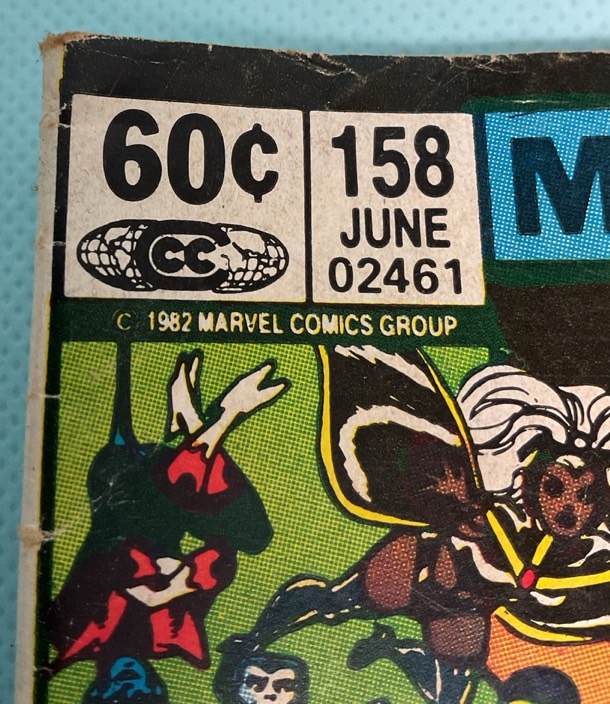 60¢
CC
158
JUNE
02461
M
© 1982 MARVEL COMICS GROUP